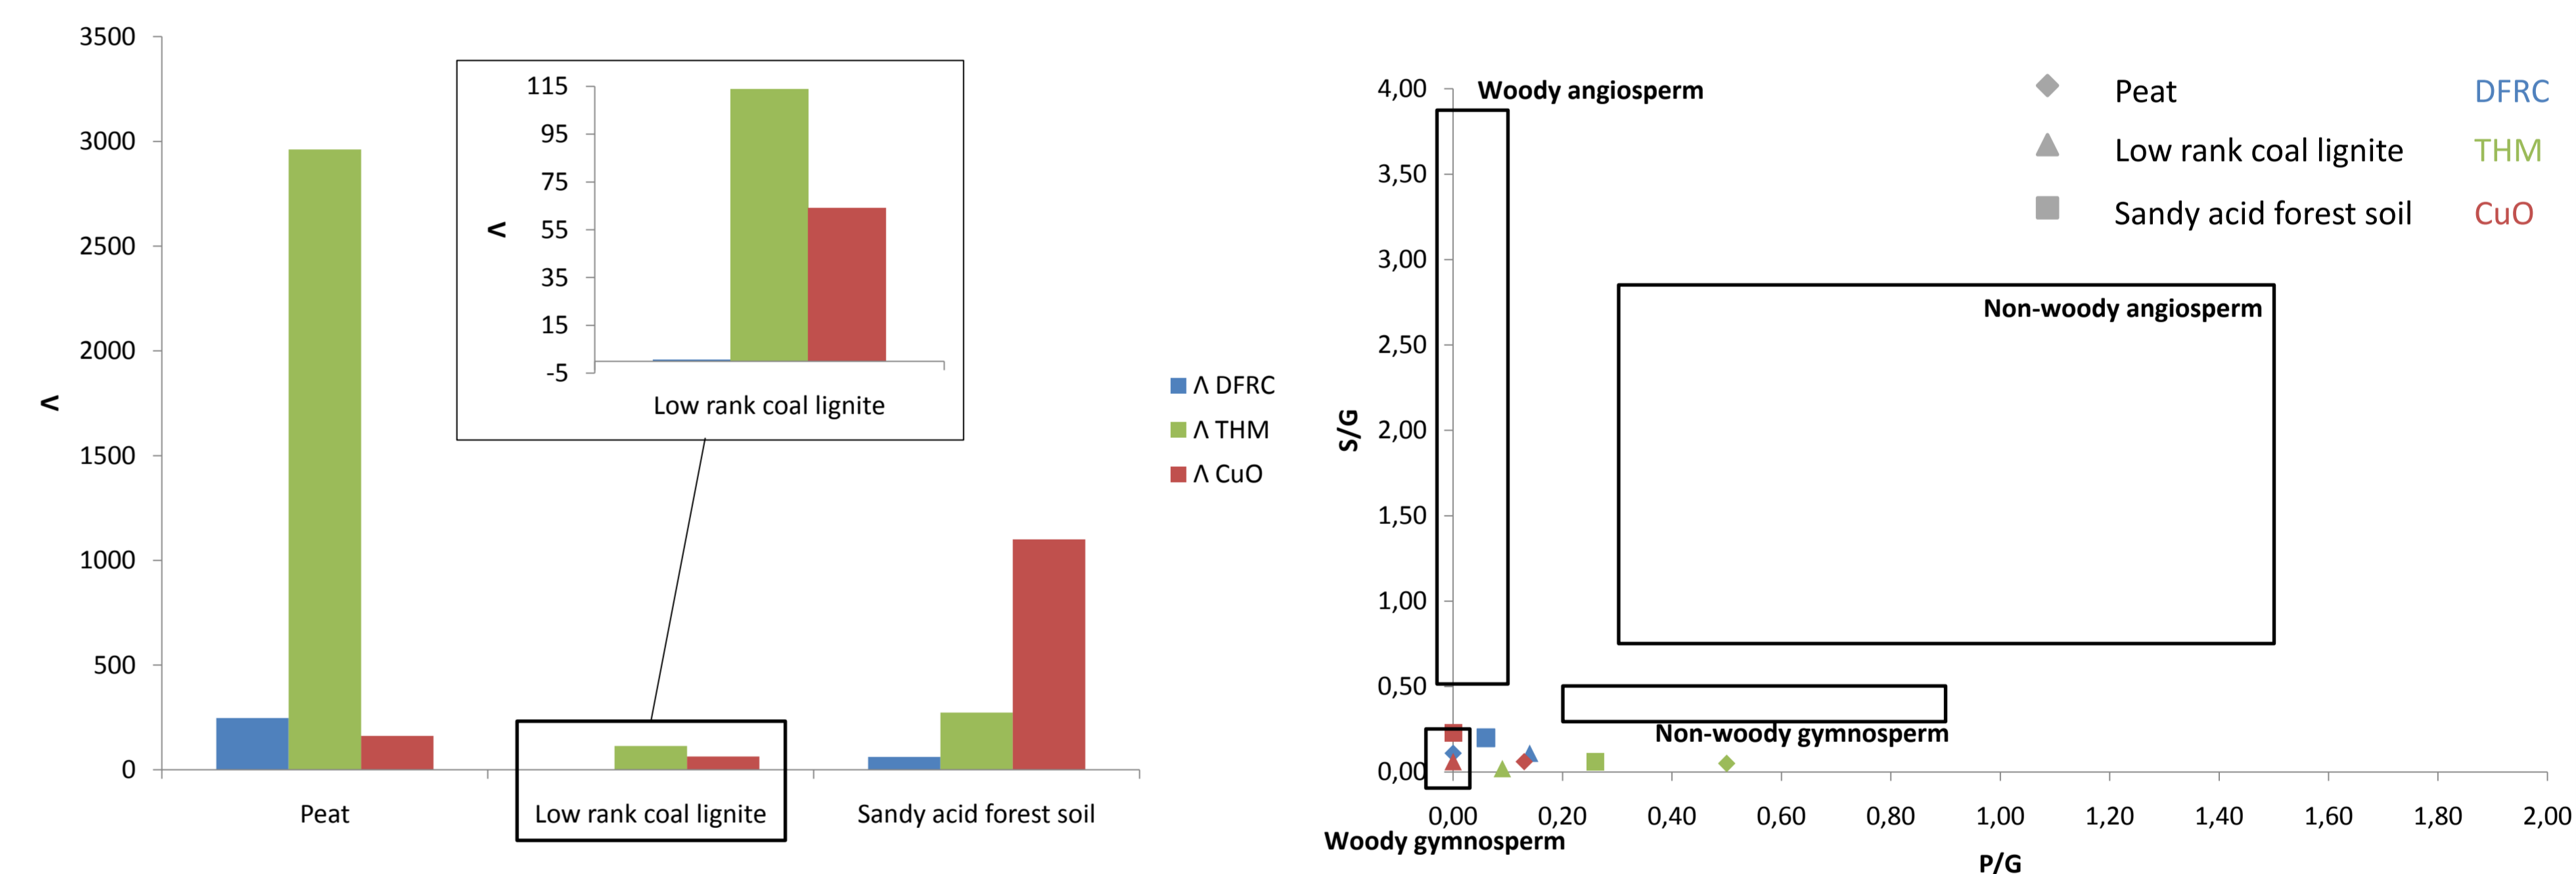 3500
3000
2500
2000
1500
1000
500
0
Λ
Peat
Low rank coal lignite
Sandy acid forest soil
115
95
75
55
35
15
-5
Λ
Low rank coal lignite
Λ DFRC
Λ THM
Λ CuO
4,00
3,50
3,00
2,50
2,00
1,50
1,00
0,50
0,00
S/G
0,00 0,20 0,40 0,60 0,80 1,00 1,20 1,40 1,60 1,80 2,00
P/G
Woody angiosperm
Non-woody angiosperm
Non-woody gymnosperm
Woody gymnosperm
Peat DFRC
Low rank coal lignite THM
Sandy acid forest soil CuO